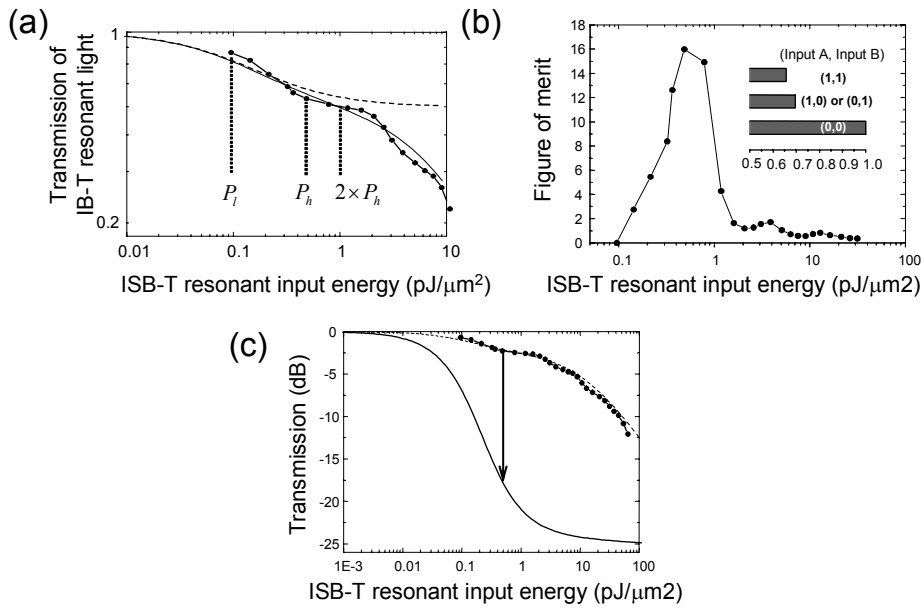 (a)
Transmission of
IB-T resonant light
1
0.2
P_l
P_h
2×P_h
0.01
0.1
1
10
ISB-T resonant input energy (pJ/μm²)
(b)
Figure of merit
18
16
14
12
10
8
6
4
2
0
(Input A, Input B)
(1,1)
(1,0) or (0,1)
(0,0)
0.5 0.6 0.7 0.8 0.9 1.0
0.1
1
10
100
ISB-T resonant input energy (pJ/μm2)
(c)
Transmission (dB)
0
-5
-10
-15
-20
-25
1E-3
0.01
0.1
1
10
100
ISB-T resonant input energy (pJ/μm2)